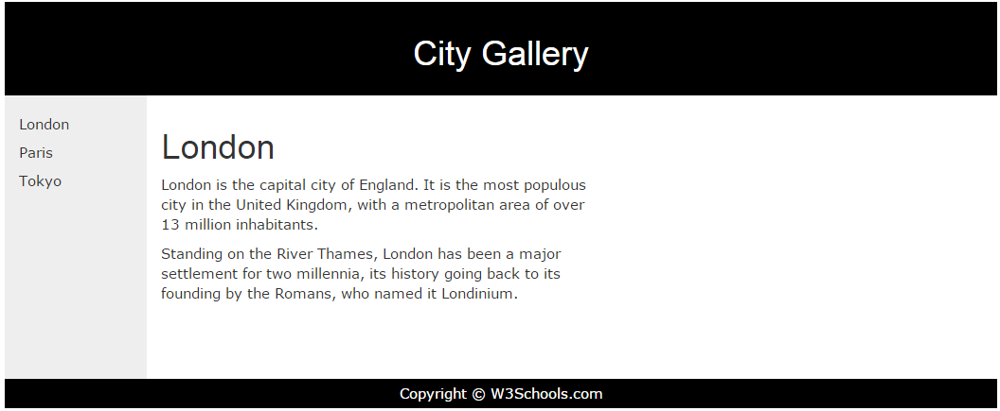 City Gallery
London
Paris
Tokyo
London
London is the capital city of England. It is the most populous
city in the United Kingdom, with a metropolitan area of over
13 million inhabitants.
Standing on the River Thames, London has been a major
settlement for two millennia, its history going back to its
founding by the Romans, who named it Londinium.
Copyright © W3Schools.com